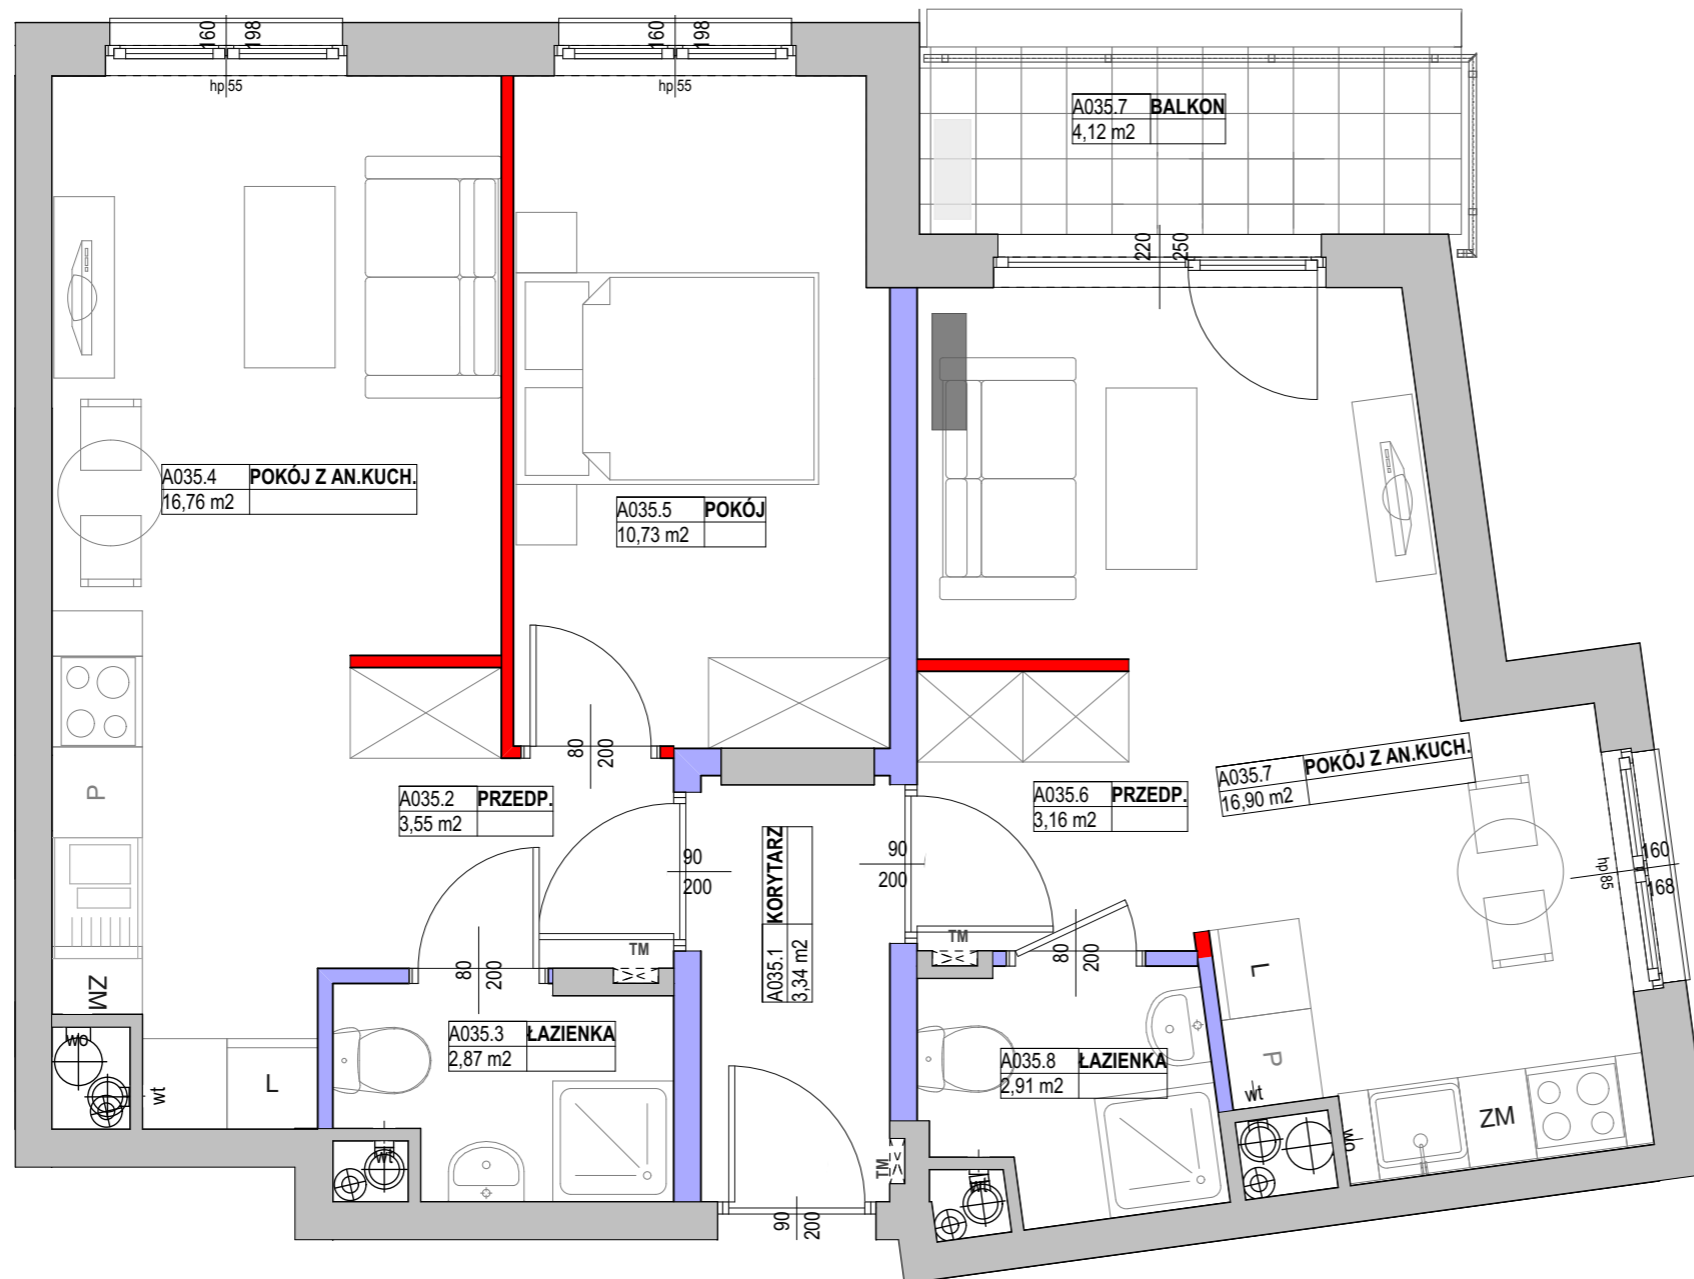 160
198
hp 55
160
198
hp 55
A035.7 BALKON
4,12 m2
220
250
A035.4 POKÓJ Z AN.KUCH.
16,76 m2
A035.5 POKÓJ
10,73 m2
80
200
A035.2 PRZEDP.
3,55 m2
90
200
A035.1 KORYTARZ
3,34 m2
90
200
A035.6 PRZEDP.
3,16 m2
A035.7 POKÓJ Z AN.KUCH.
16,90 m2
hp 85
160
168
P
ZM
wo
wt
L
80
200
TM
A035.3 ŁAZIENKA
2,87 m2
wt
TM
80
200
A035.8 ŁAZIENKA
2,91 m2
L
P
wt
wo
ZM
TM
wt
90
200